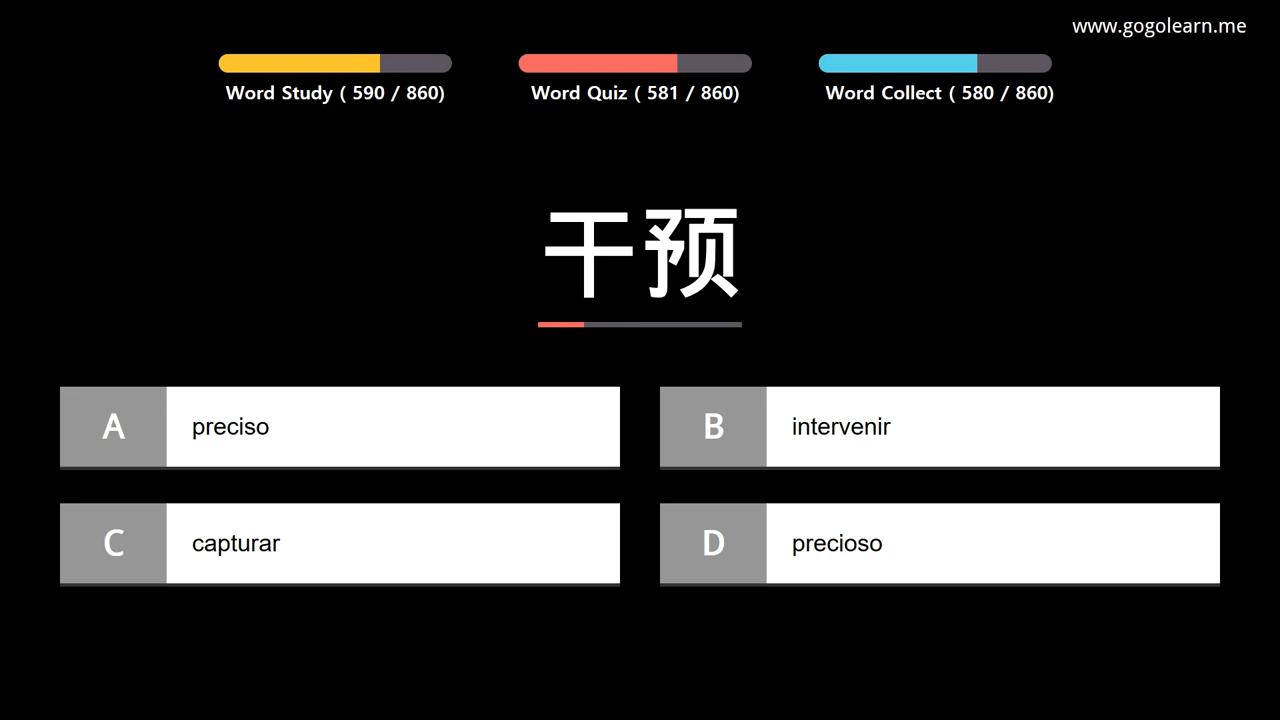 www.gogolearn.me
Word Study ( 590 / 860)
Word Quiz ( 581 / 860)
Word Collect ( 580 / 860)
干预
A preciso
B intervenir
C capturar
D precioso